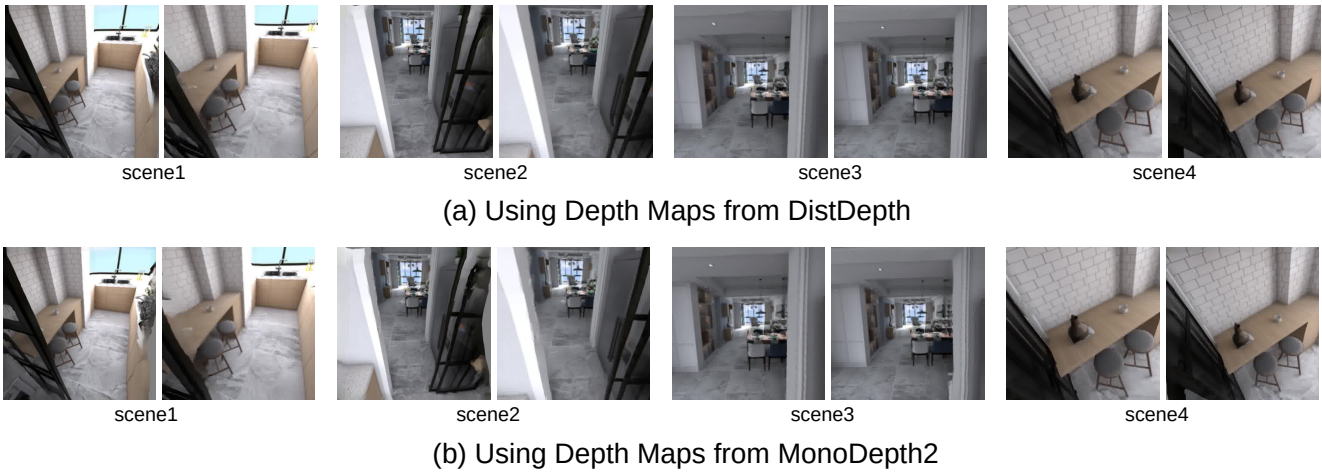 scene1
scene2
scene3
scene4
(a) Using Depth Maps from DistDepth
scene1
scene2
scene3
scene4
(b) Using Depth Maps from MonoDepth2